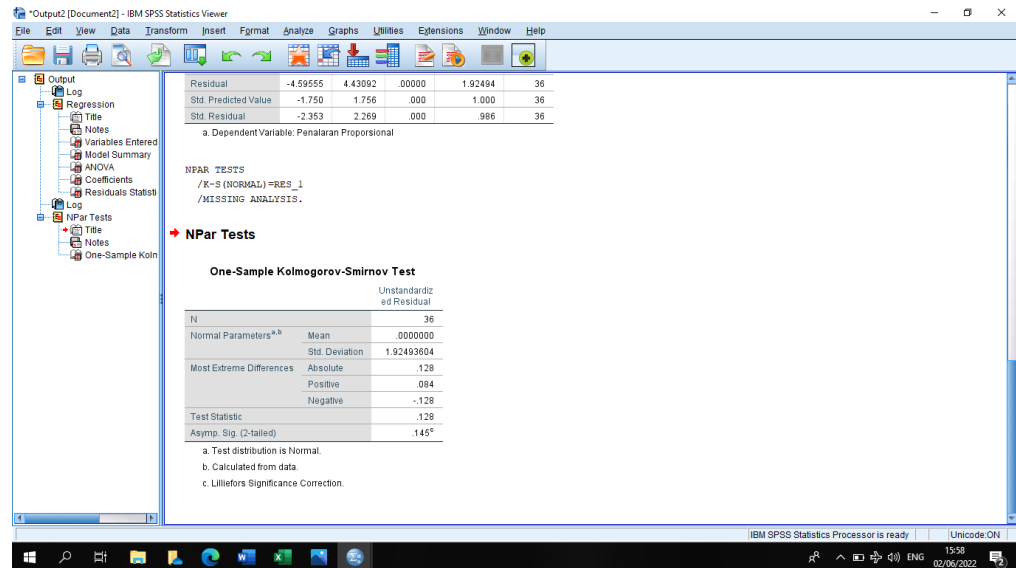 *Output2 [Document2] - IBM SPSS Statistics Viewer
File Edit View Data Transform Insert Format Analyze Graphs Utilities Extensions Window Help
Output
Log
Regression
Title
Notes
Variables Entered
Model Summary
ANOVA
Coefficients
Residuals Statisti
Log
NPar Tests
Title
Notes
One-Sample Koln
Residual -4.59555 4.43092 .00000 1.92494 36
Std. Predicted Value -1.750 1.756 .000 1.000 36
Std. Residual -2.353 2.269 .000 .986 36
a. Dependent Variable: Penalaran Proporsional
NPAR TESTS
/K-S(NORMAL)=RES_1
/MISSING ANALYSIS.
NPar Tests
One-Sample Kolmogorov-Smirnov Test
Unstandardiz
ed Residual
N 36
Normal Parameters a,b Mean .0000000
Std. Deviation 1.92493604
Most Extreme Differences Absolute .128
Positive .084
Negative -.128
Test Statistic .128
Asymp. Sig. (2-tailed) .145c
a. Test distribution is Normal.
b. Calculated from data.
c. Lilliefors Significance Correction.
IBM SPSS Statistics Processor is ready Unicode:ON
ENG 15:58
02/06/2022
2